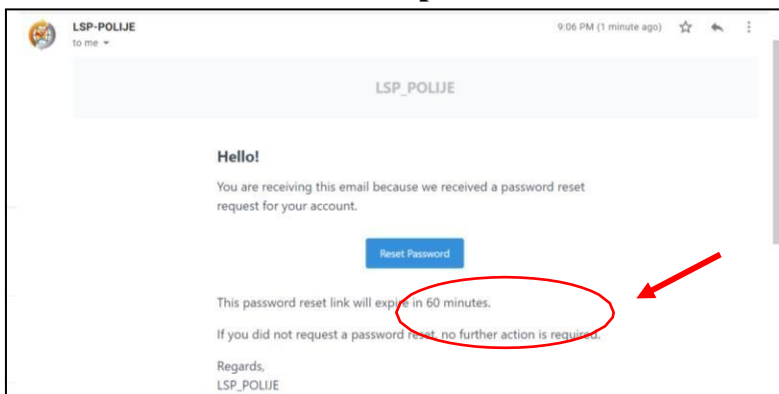 LSP-POLIJE
9:06 PM (1 minute ago)
to me
LSP_POLIJE
Hello!
You are receiving this email because we received a password reset
request for your account.
Reset Password
This password reset link will expire in 60 minutes.
If you did not request a password reset, no further action is required.
Regards,
LSP_POLIJE